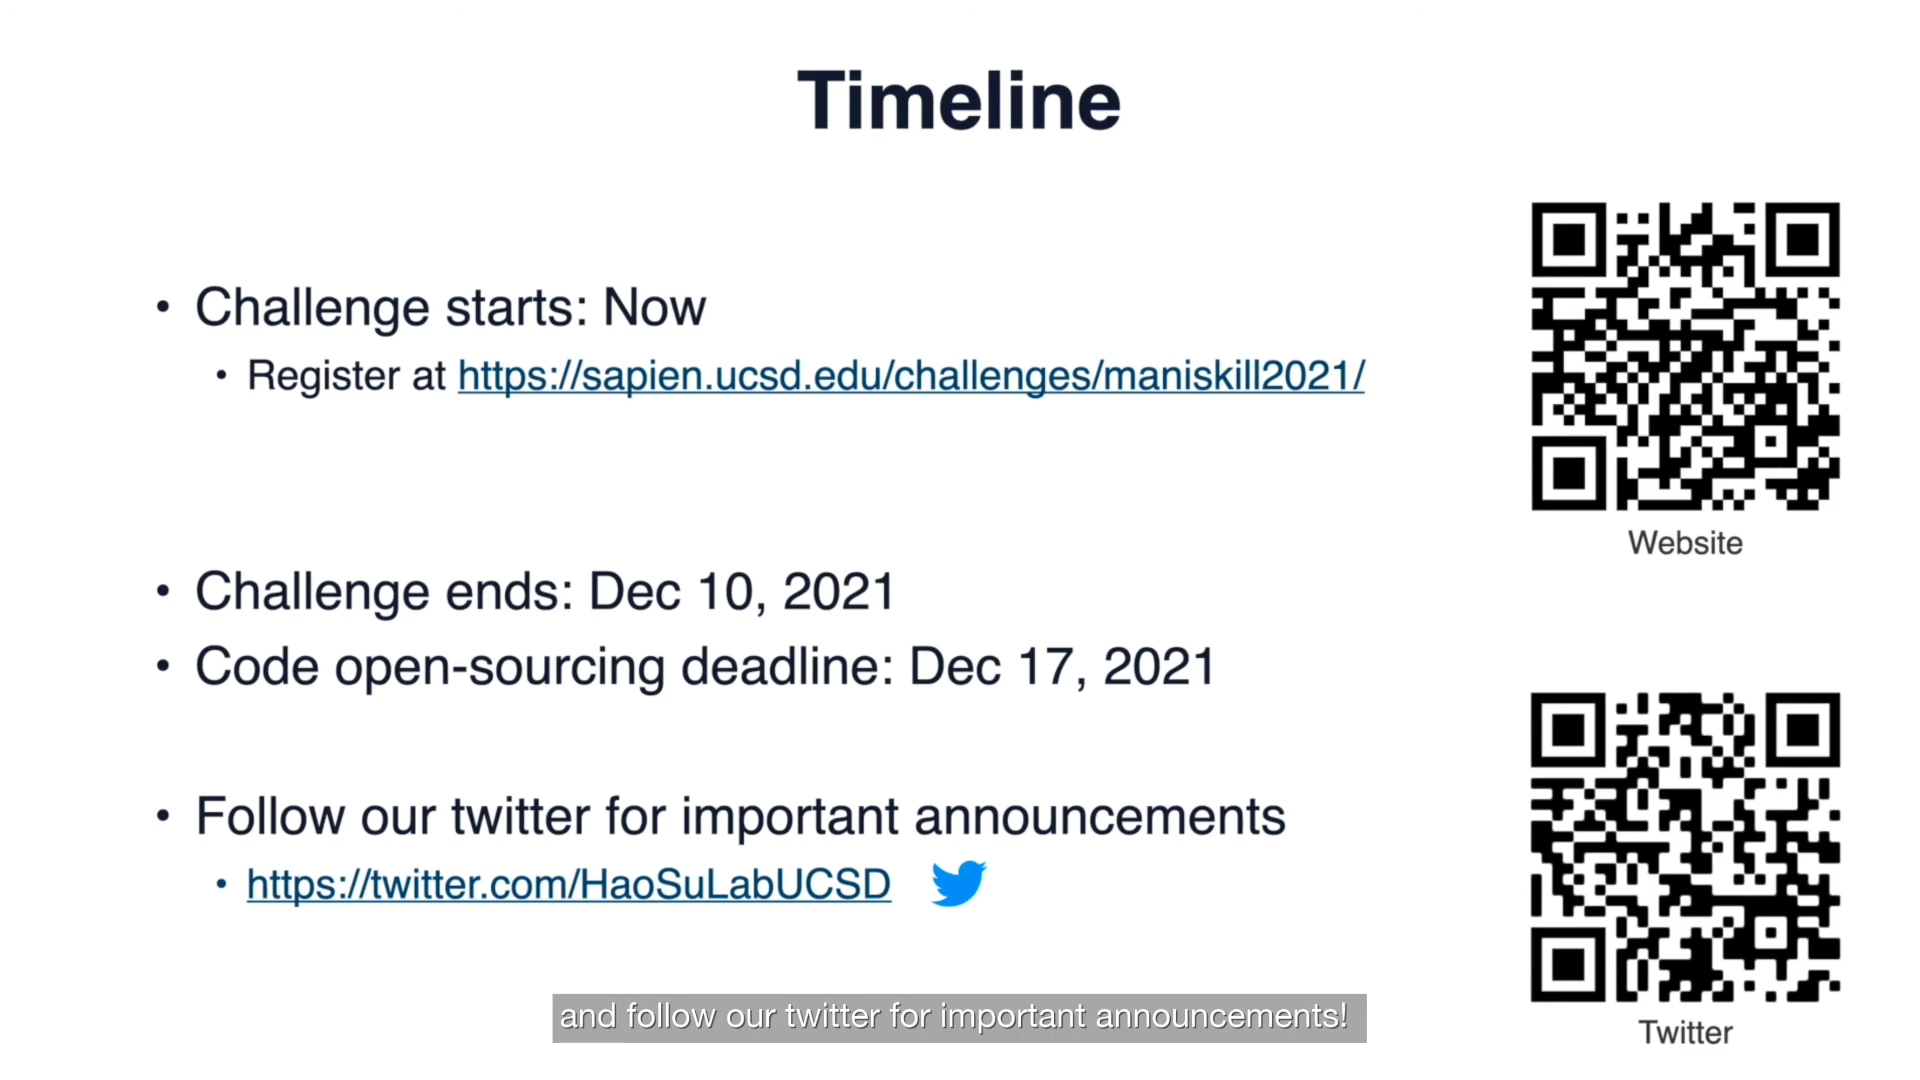 Timeline
• Challenge starts: Now
• Register at https://sapien.ucsd.edu/challenges/maniskill2021/
Website
• Challenge ends: Dec 10, 2021
• Code open-sourcing deadline: Dec 17, 2021
• Follow our twitter for important announcements
• https://twitter.com/HaoSuLabUCSD
and follow our twitter for important announcements!
Twitter